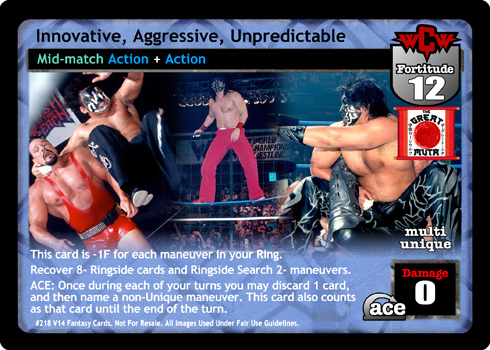 Innovative, Aggressive, Unpredictable
WCW
Mid-match Action + Action
Fortitude
12
THE
GREAT
MUTA
WORLD
CHAMPIONS
WRESTLING
multi
unique
This card is -1F for each maneuver in your Ring.
Recover 8- Ringside cards and Ringside Search 2- maneuvers.
ACE: Once during each of your turns you may discard 1 card,
and then name a non-Unique maneuver. This card also counts
as that card until the end of the turn.
Damage
0
ace
#218 V14 Fantasy Cards. Not For Resale. All Images Used Under Fair Use Guidelines.